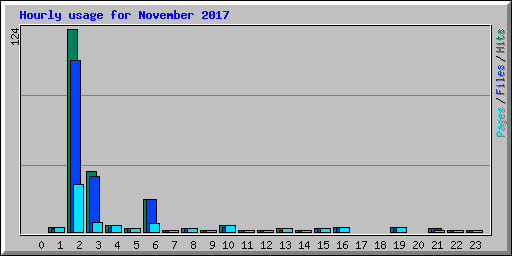 Hourly usage for November 2017
124
Pages/Files/Hits
0 1 2 3 4 5 6 7 8 9 10 11 12 13 14 15 16 17 18 19 20 21 22 23